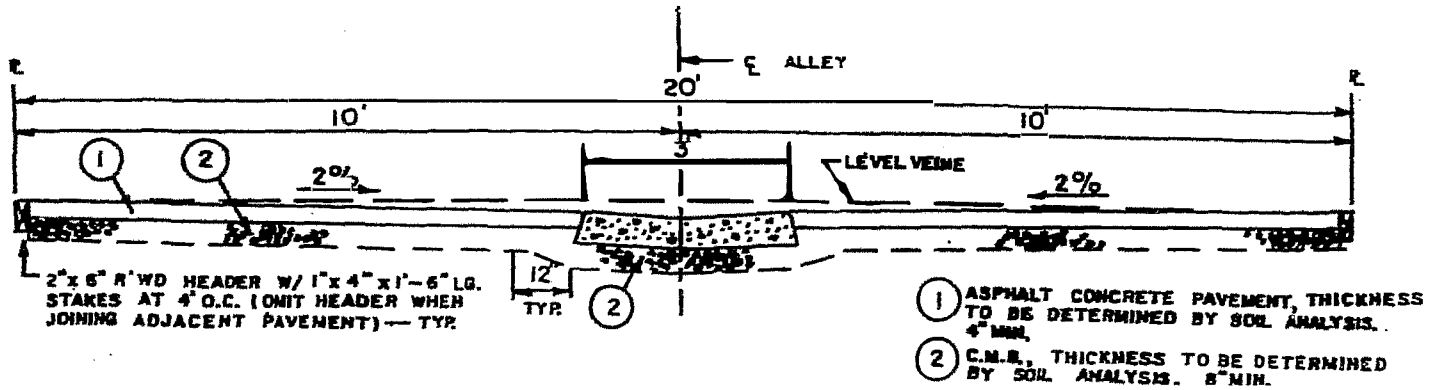 ℄ ALLEY
20'
10'
10'
3'
LEVEL
2%
2%
1
2
2" x 6" R'WD HEADER W/ 1" x 4" x 1'-6" LG.
STAKES AT 4' O.C. (OMIT HEADER WHEN
JOINING ADJACENT PAVEMENT) — TYP.
12"
TYP.
2
1 ASPHALT CONCRETE PAVEMENT, THICKNESS
TO BE DETERMINED BY SOIL ANALYSIS.
4" MIN.
2 C.M.B., THICKNESS TO BE DETERMINED
BY SOIL ANALYSIS. 8" MIN.